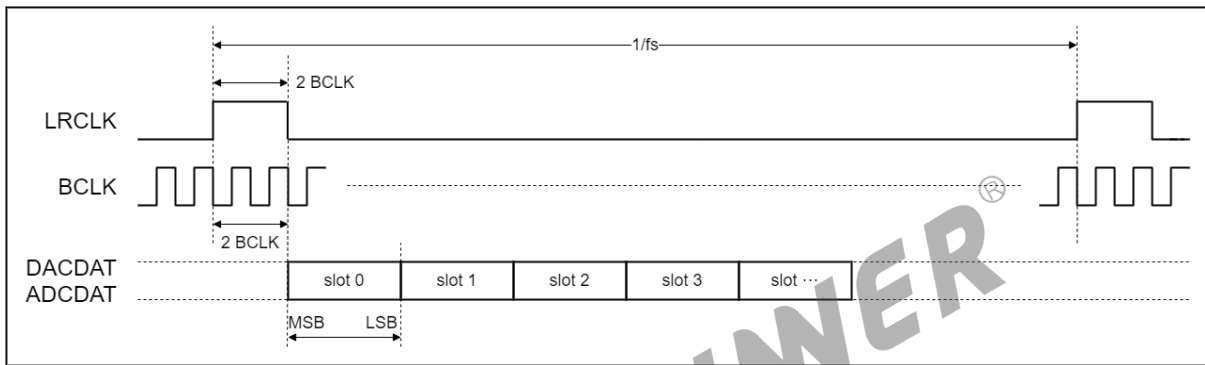 1/fs
2 BCLK
LRCLK
BCLK
2 BCLK
DACDAT
ADCDAT
slot 0 slot 1 slot 2 slot 3 slot ···
MSB LSB
®